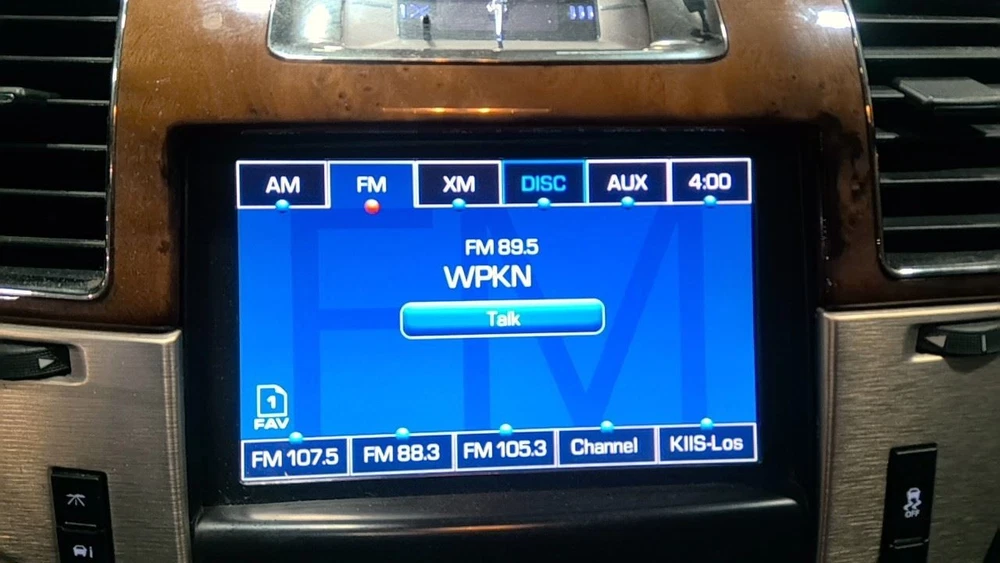 AM FM XM DISC AUX 4:00
FM 89.5
WPKN
Talk
1
FAV
FM 107.5 FM 88.3 FM 105.3 Channel KIIS-Los
OFF